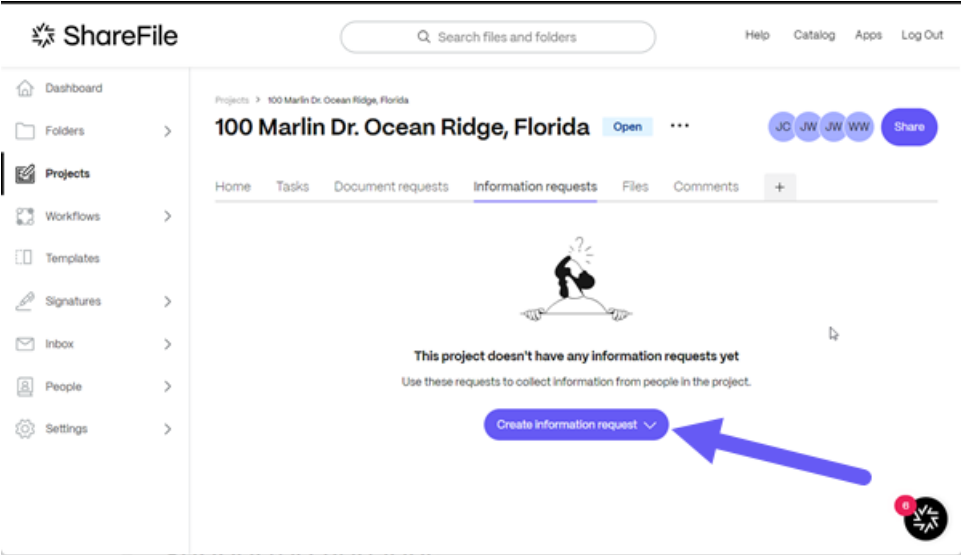 ShareFile
Search files and folders
Help Catalog Apps Log Out
Dashboard
Folders
Projects
Workflows
Templates
Signatures
Inbox
People
Settings
Projects > 100 Marlin Dr. Ocean Ridge, Florida
100 Marlin Dr. Ocean Ridge, Florida Open ... JC JW JW WW Share
Home Tasks Document requests Information requests Files Comments +
?
This project doesn't have any information requests yet
Use these requests to collect information from people in the project.
Create information request
6